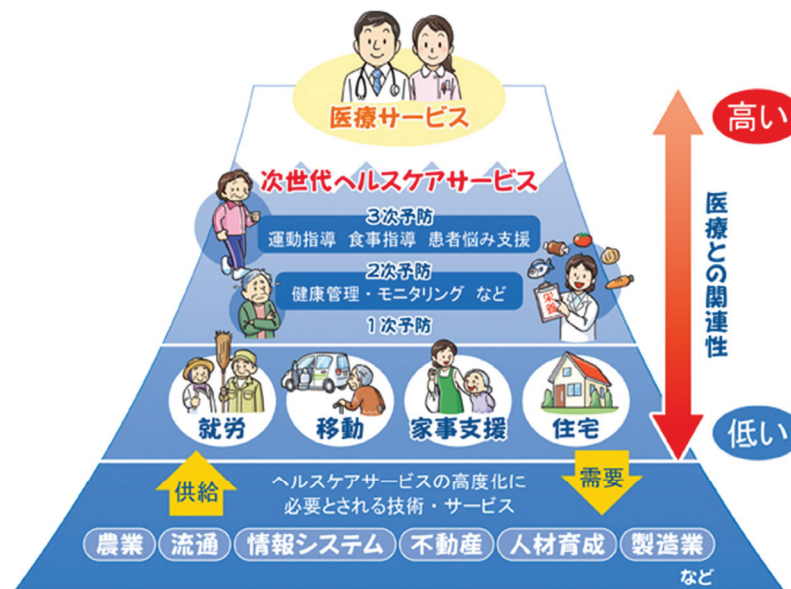 医療サービス
高い
次世代ヘルスケアサービス
3次予防
運動指導 食事指導 患者悩み支援
2次予防
健康管理・モニタリング など
1次予防
栄養
医療との関連性
就労
移動
家事支援
住宅
低い
供給
ヘルスケアサービスの高度化に
必要とされる技術・サービス
需要
農業
流通
情報システム
不動産
人材育成
製造業
など